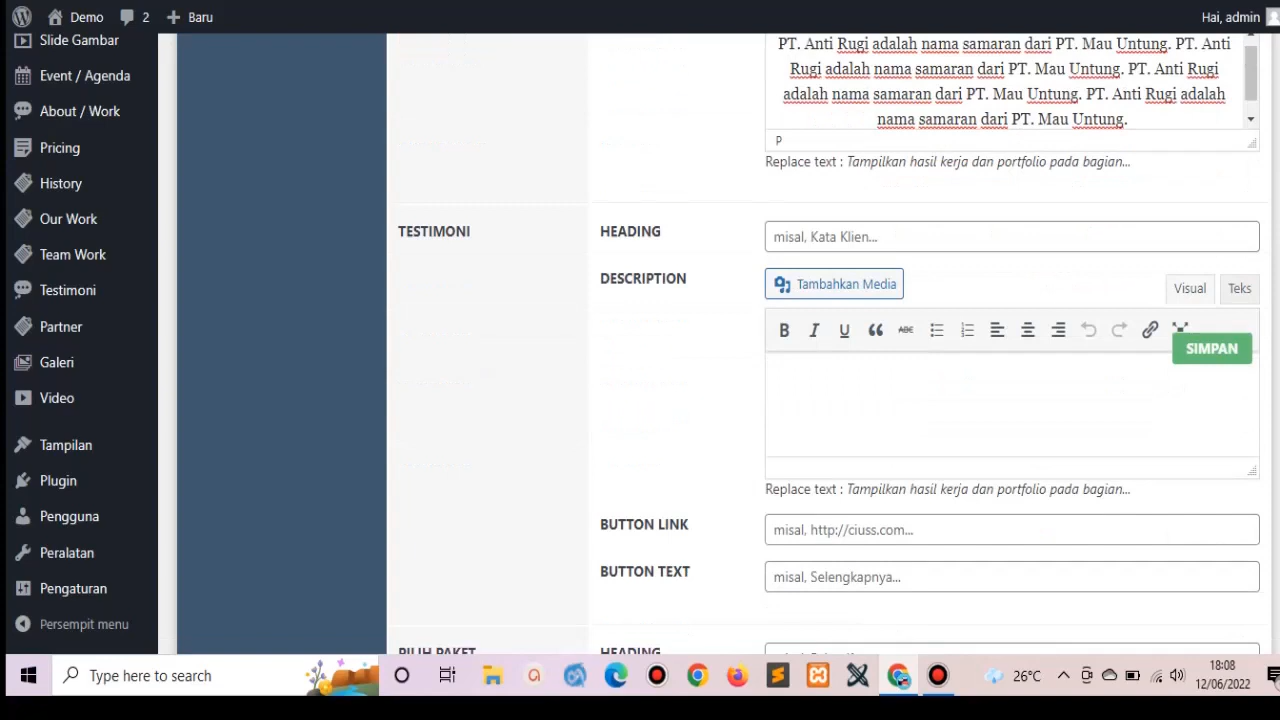 Demo 2 Baru Hai, admin
Slide Gambar
Event / Agenda
About / Work
Pricing
History
Our Work
Team Work
Testimoni
Partner
Galeri
Video
Tampilan
Plugin
Pengguna
Peralatan
Pengaturan
Persempit menu
PT. Anti Rugi adalah nama samaran dari PT. Mau Untung. PT. Anti
Rugi adalah nama samaran dari PT. Mau Untung. PT. Anti Rugi
adalah nama samaran dari PT. Mau Untung. PT. Anti Rugi adalah
nama samaran dari PT. Mau Untung.
P
Replace text : Tampilkan hasil kerja dan portfolio pada bagian...
TESTIMONI
HEADING
misal, Kata Klien...
DESCRIPTION
Tambahkan Media
Visual Teks
B I U ABC
SIMPAN
Replace text : Tampilkan hasil kerja dan portfolio pada bagian...
BUTTON LINK
misal, http://ciuss.com...
BUTTON TEXT
misal, Selengkapnya...
PILIH PAKET
HEADING
Type here to search
26°C
18:08
12/06/2022